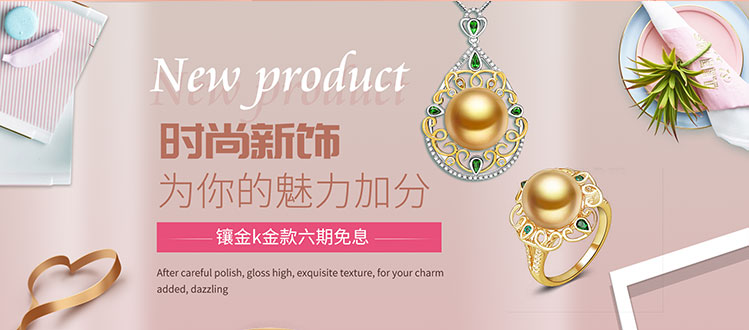 New product
时尚新饰
为你的魅力加分
镶金k金款六期免息
After careful polish, gloss high, exquisite texture, for your charm
added, dazzling